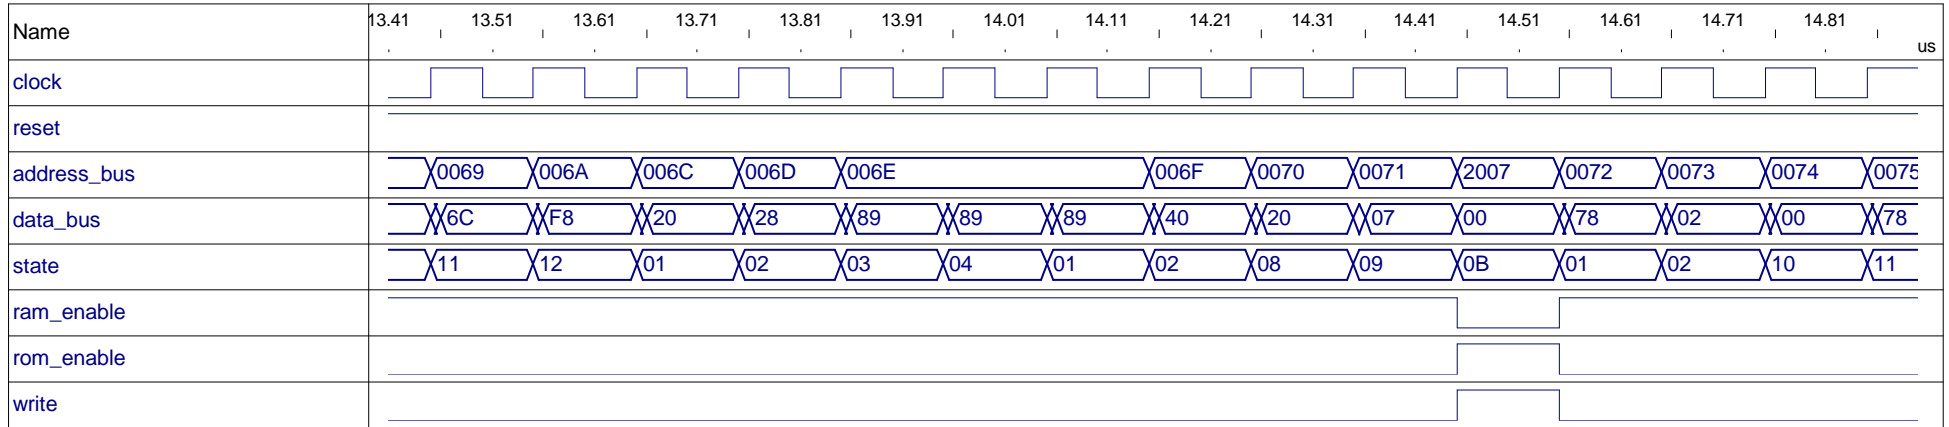 Name 13.41 13.51 13.61 13.71 13.81 13.91 14.01 14.11 14.21 14.31 14.41 14.51 14.61 14.71 14.81 us
clock
reset
address_bus 0069 006A 006C 006D 006E 006F 0070 0071 2007 0072 0073 0074 0075
data_bus 6C F8 20 28 89 89 89 40 20 07 00 78 02 00 78
state 11 12 01 02 03 04 01 02 08 09 0B 01 02 10 11
ram_enable
rom_enable
write